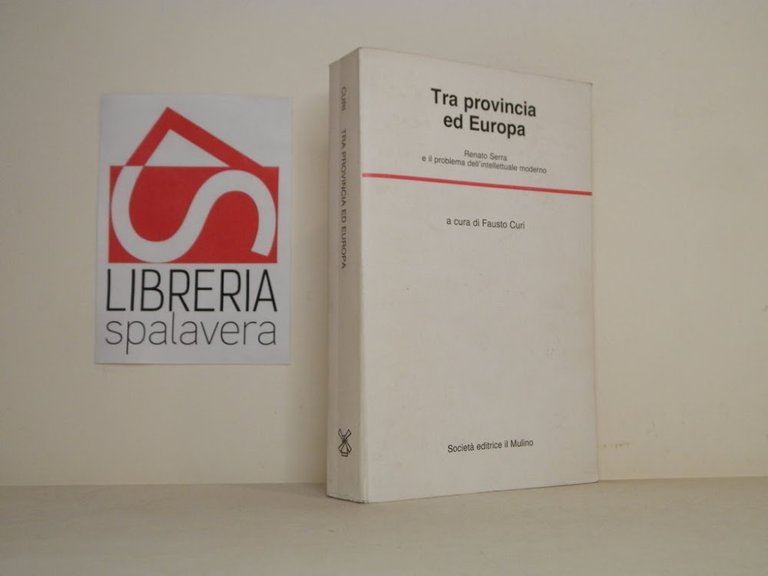 LIBRERIA
spalavera
CURI TRA PROVINCIA ED EUROPA
Tra provincia
ed Europa
Renato Serra
e il problema dell'intellettuale moderno
a cura di Fausto Curi
Società editrice il Mulino